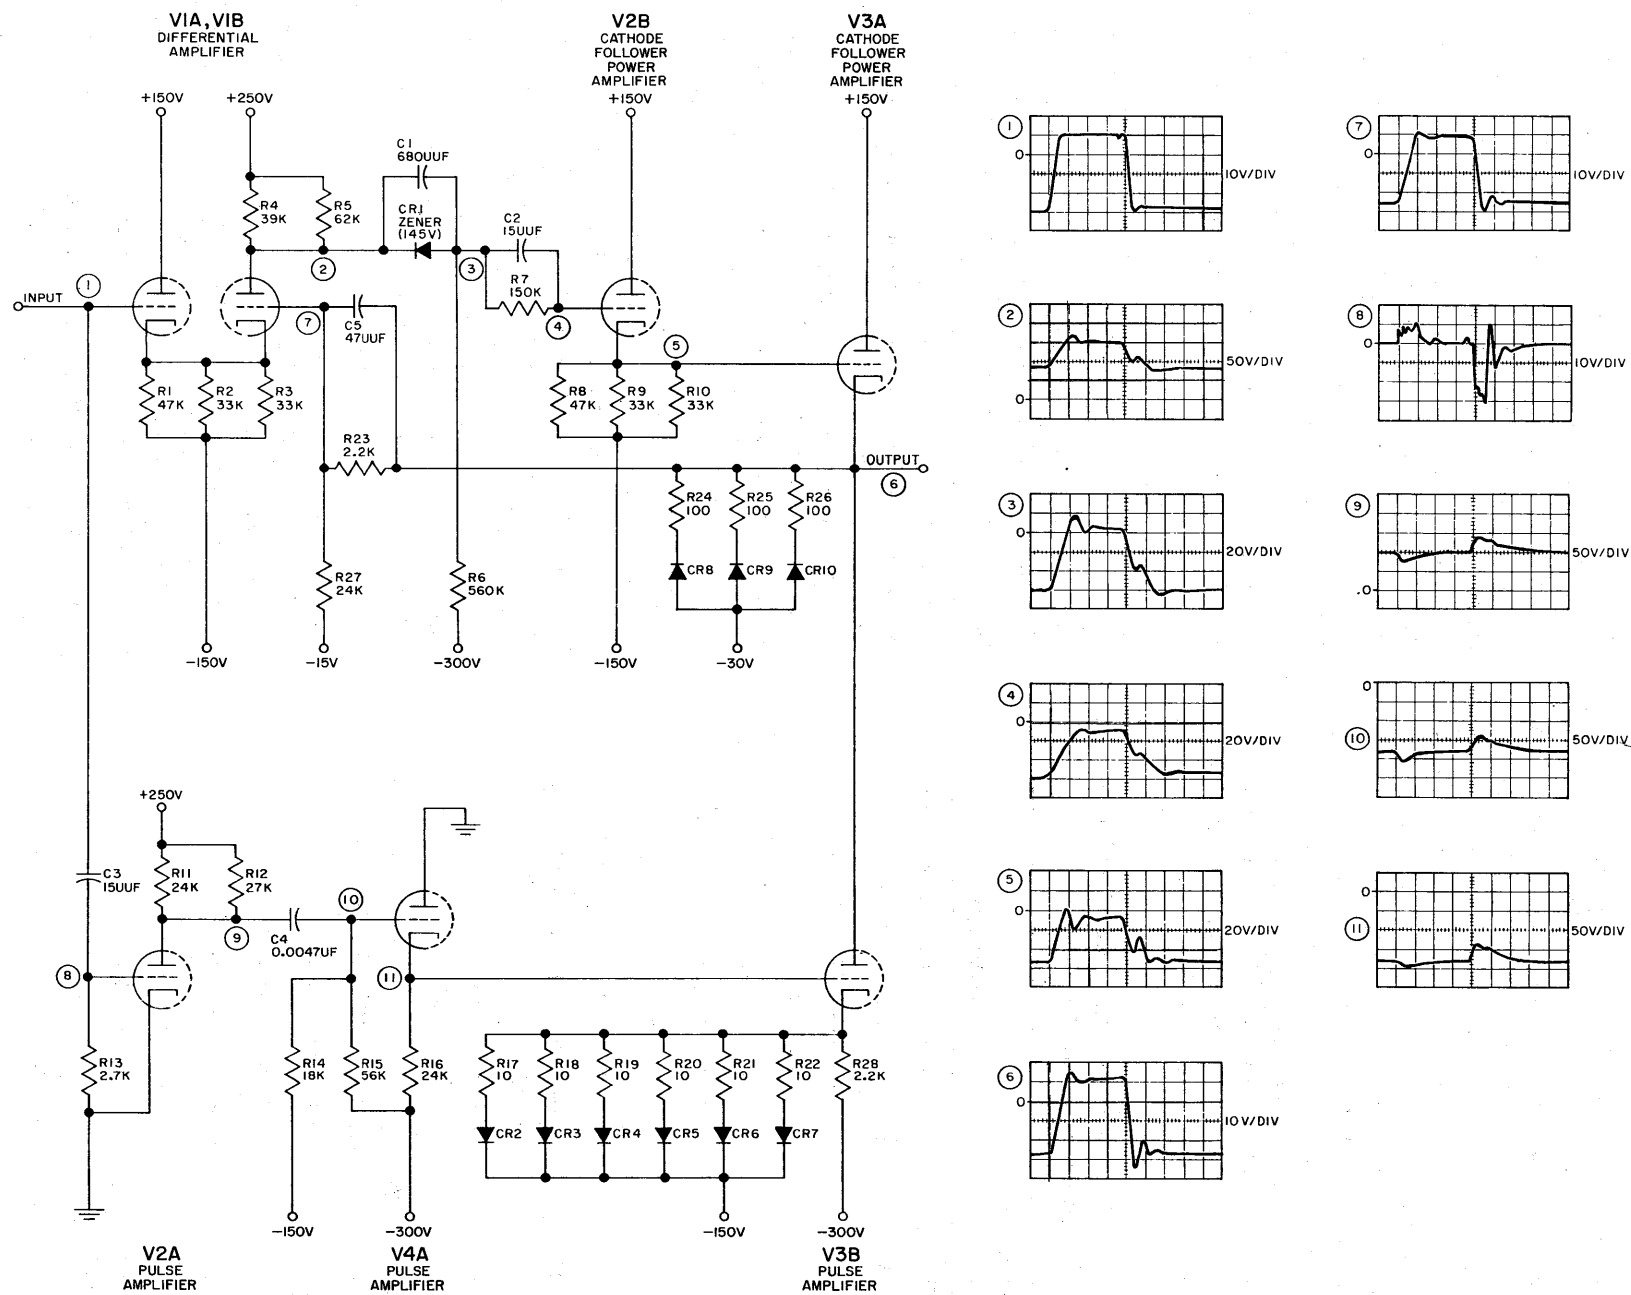 V1A, V1B
DIFFERENTIAL
AMPLIFIER
V2B
CATHODE
FOLLOWER
POWER
AMPLIFIER
V3A
CATHODE
FOLLOWER
POWER
AMPLIFIER
+150V
+250V
+150V
+150V
C1
680UUF
R4
39K
R5
62K
CR1
ZENER
(145V)
C2
15UUF
2
3
R7
150K
INPUT
1
7
C5
47UUF
4
5
R1
47K
R2
33K
R3
33K
R8
47K
R9
33K
R10
33K
R23
2.2K
OUTPUT
6
R24
100
R25
100
R26
100
CR8
CR9
CR10
R27
24K
R6
560K
-150V
-15V
-300V
-150V
-30V
+250V
C3
15UUF
R11
24K
R12
27K
10
9
C4
0.0047UF
8
11
R13
2.7K
R14
18K
R15
56K
R16
24K
R17
10
R18
10
R19
10
R20
10
R21
10
R22
10
R28
2.2K
CR2
CR3
CR4
CR5
CR6
CR7
-150V
-300V
-150V
-300V
V2A
PULSE
AMPLIFIER
V4A
PULSE
AMPLIFIER
V3B
PULSE
AMPLIFIER
1
0
10V/DIV
2
0
50V/DIV
3
0
20V/DIV
4
0
20V/DIV
5
0
20V/DIV
6
0
10V/DIV
7
0
10V/DIV
8
0
10V/DIV
9
.0
50V/DIV
0
10
50V/DIV
0
11
50V/DIV